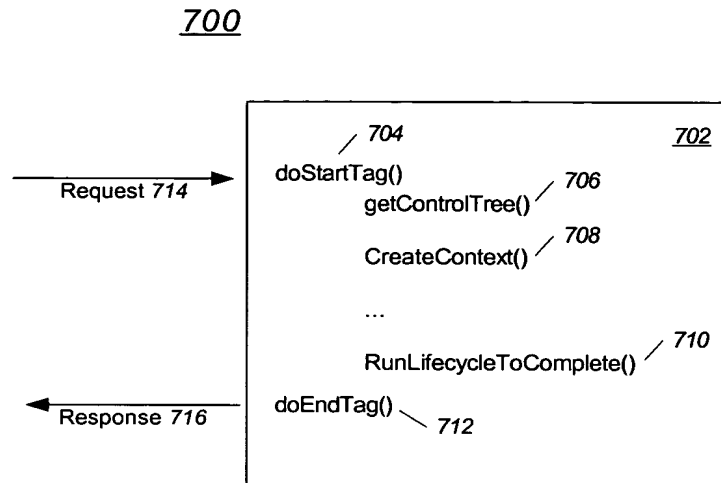 700
704
702
doStartTag()
Request 714
706
getControlTree()
708
CreateContext()
...
710
RunLifecycleToComplete()
doEndTag()
Response 716
712